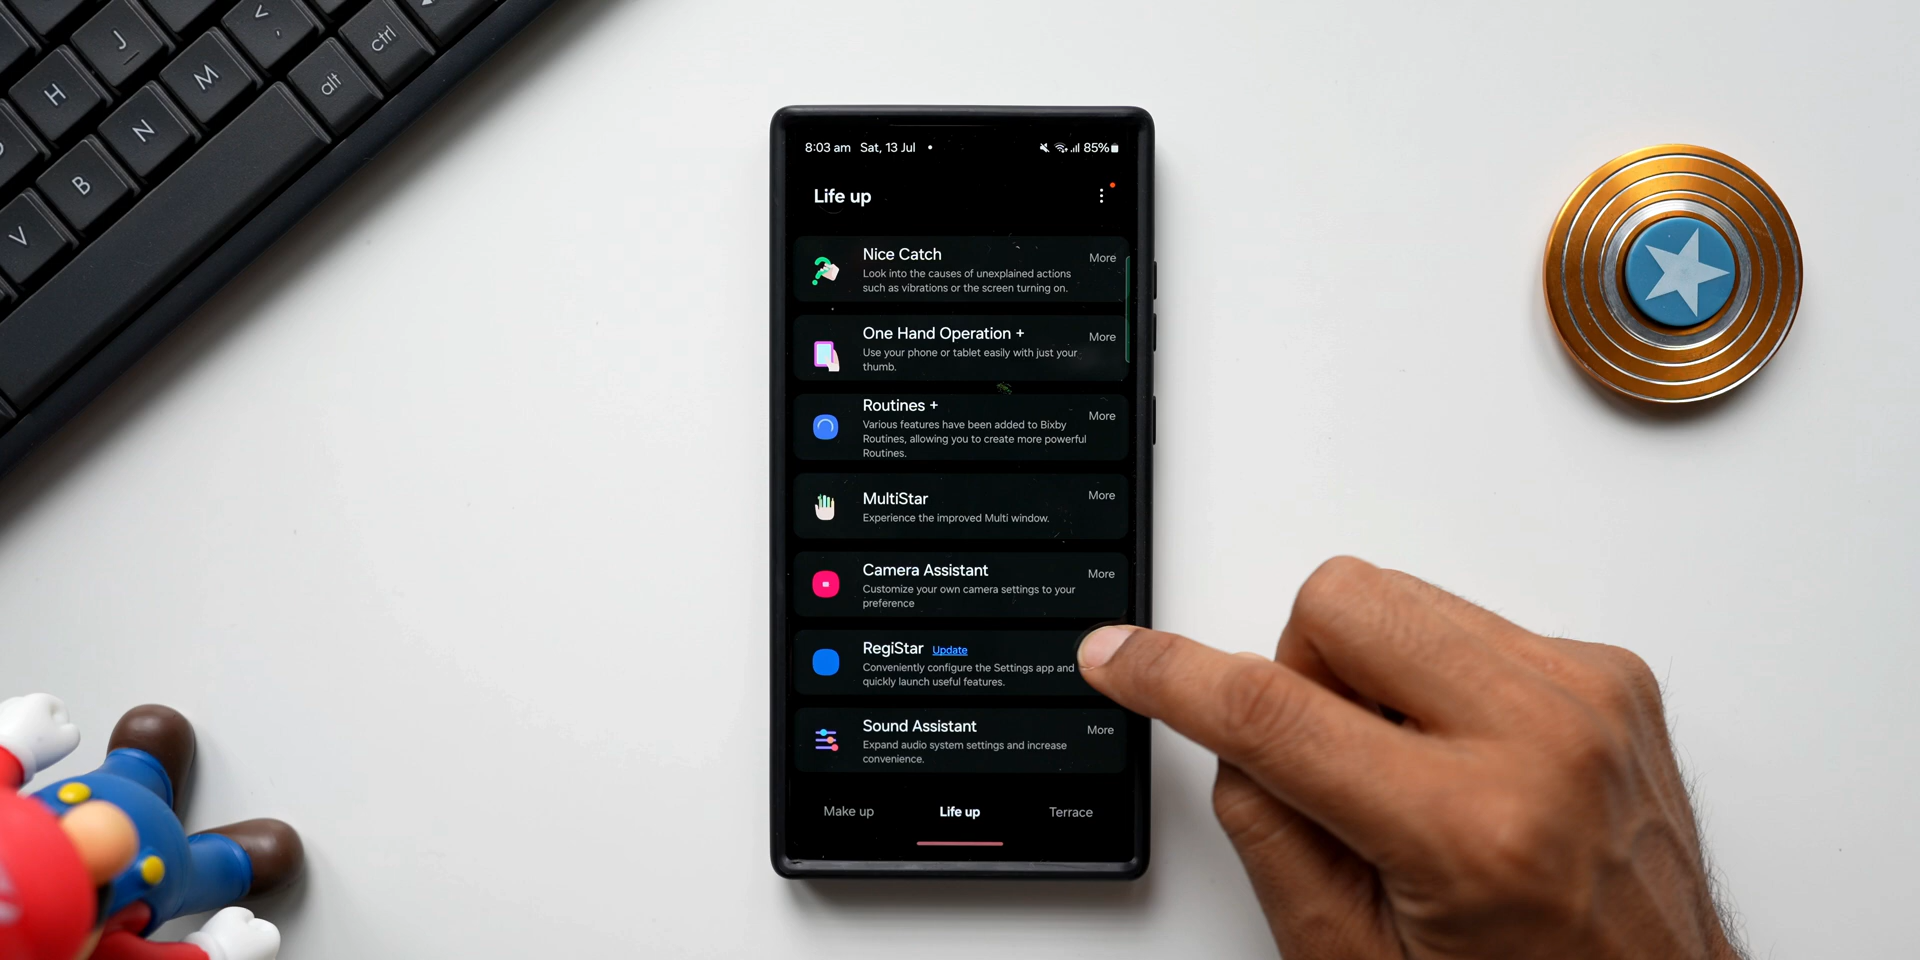 J
<
,
ctrl
H
M
alt
N
B
V
8:03 am Sat, 13 Jul
85%
Life up
Nice Catch
More
Look into the causes of unexplained actions
such as vibrations or the screen turning on.
One Hand Operation +
More
Use your phone or tablet easily with just your
thumb.
Routines +
More
Various features have been added to Bixby
Routines, allowing you to create more powerful
Routines.
MultiStar
More
Experience the improved Multi window.
Camera Assistant
More
Customize your own camera settings to your
preference
RegiStar Update
Conveniently configure the Settings app and
quickly launch useful features.
Sound Assistant
More
Expand audio system settings and increase
convenience.
Make up Life up Terrace